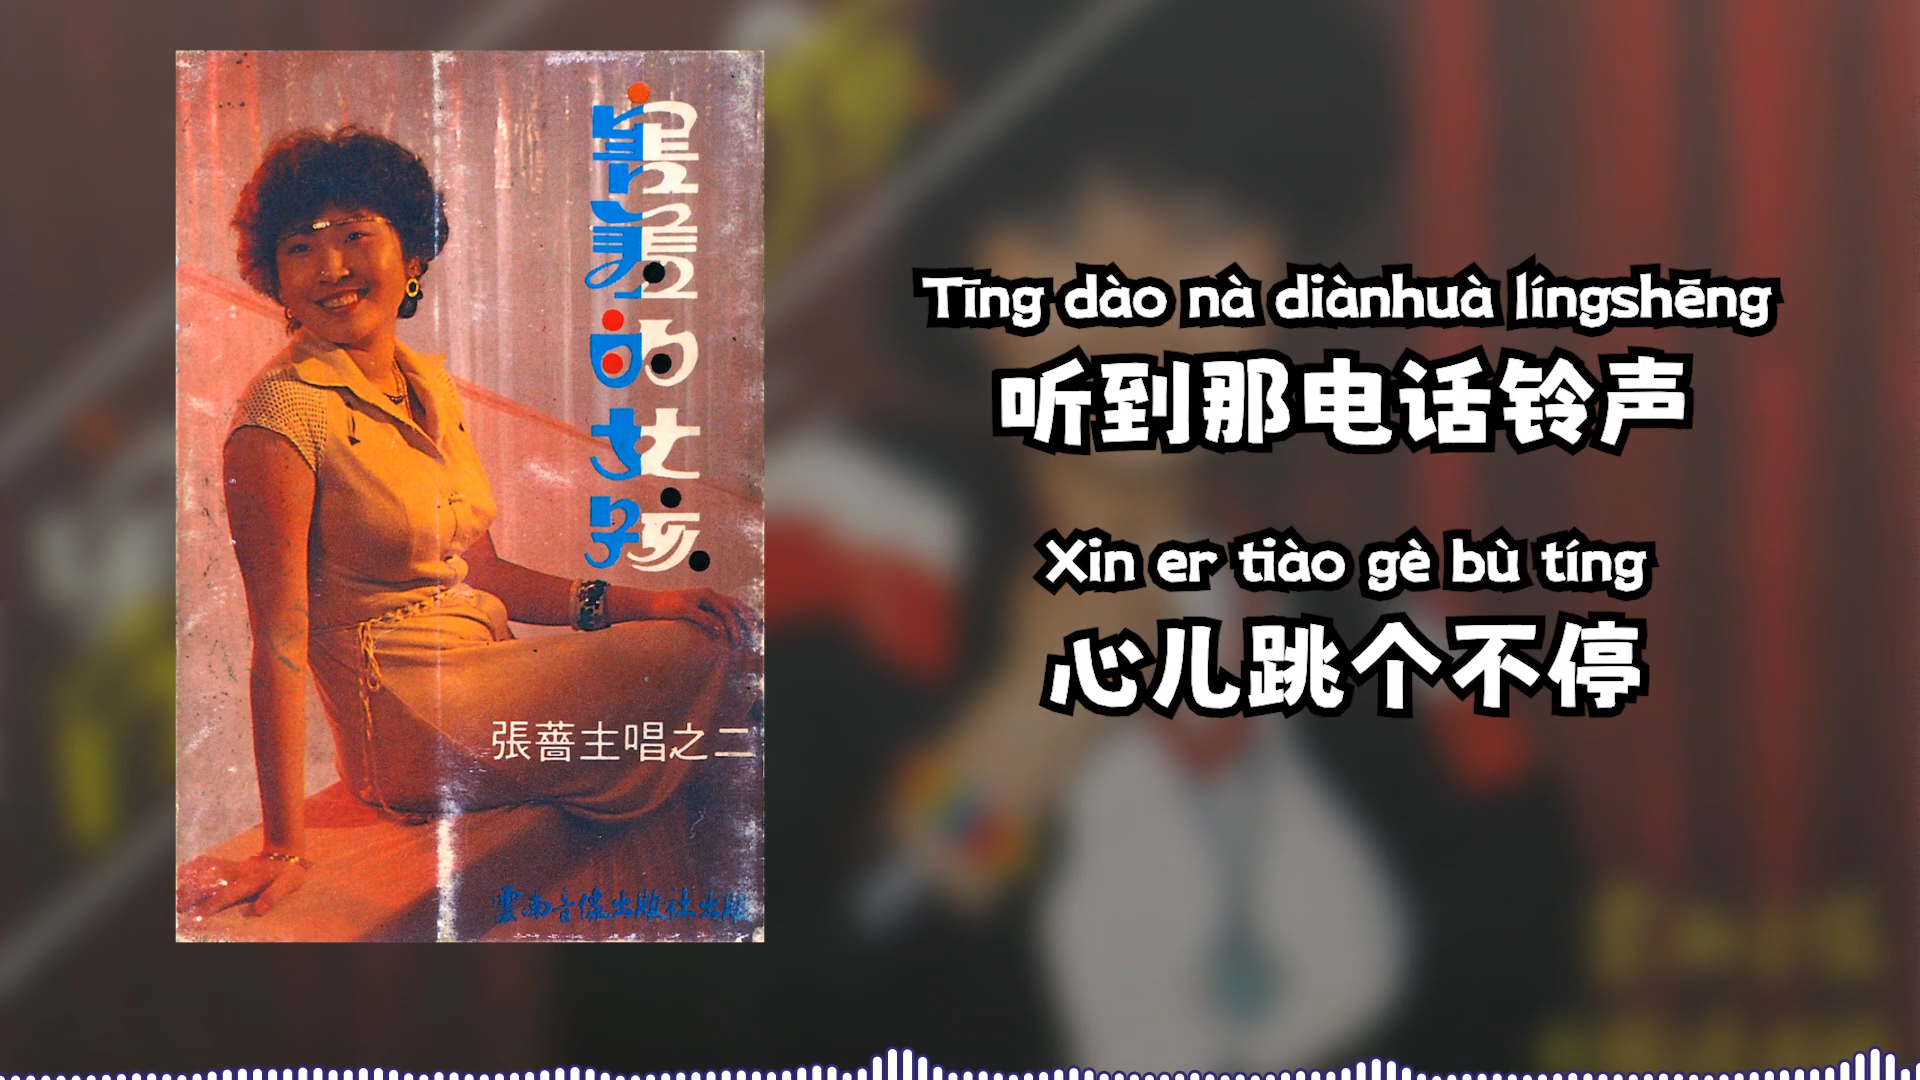 害羞的女孩
張薔主唱之二
雲南音像出版社出版
Tīng dào nà diànhuà língshēng
听到那电话铃声
Xin er tiào gè bù tíng
心儿跳个不停